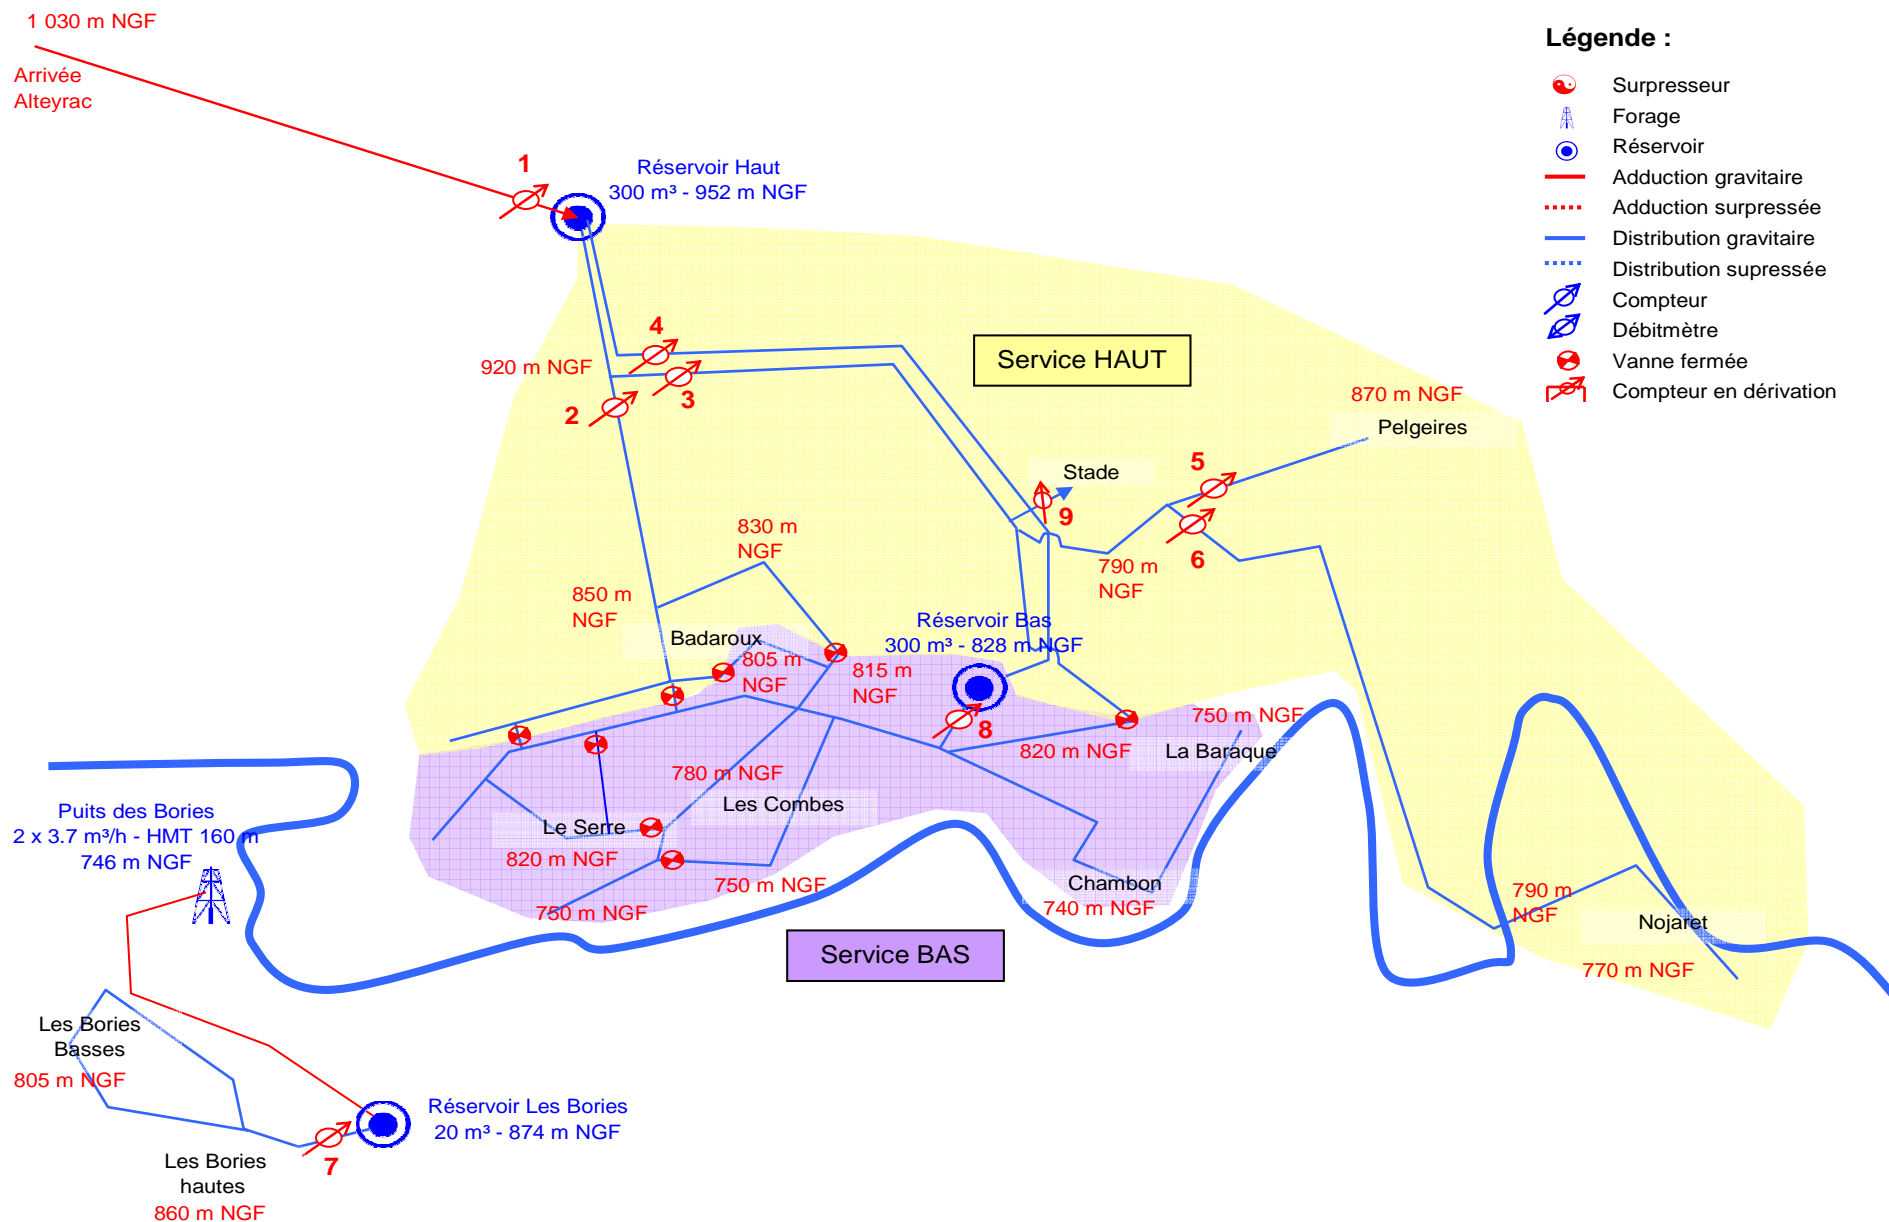 1 030 m NGF
Arrivée
Alteyrac
1
Réservoir Haut
300 m³ - 952 m NGF
Légende :
Surpresseur
Forage
Réservoir
Adduction gravitaire
Adduction surpressée
Distribution gravitaire
Distribution supressée
Compteur
Débitmètre
Vanne fermée
Compteur en dérivation
4
920 m NGF
3
2
Service HAUT
870 m NGF
Pelgeires
5
Stade
9
6
790 m
NGF
830 m
NGF
850 m
NGF
Badaroux
805 m
NGF
815 m
NGF
Réservoir Bas
300 m³ - 828 m NGF
8
820 m NGF
750 m NGF
La Baraque
780 m NGF
Les Combes
Le Serre
820 m NGF
750 m NGF
750 m NGF
Chambon
740 m NGF
790 m
NGF
Nojaret
770 m NGF
Service BAS
Puits des Bories
2 x 3.7 m³/h - HMT 160 m
746 m NGF
Les Bories
Basses
805 m NGF
Réservoir Les Bories
20 m³ - 874 m NGF
7
Les Bories
hautes
860 m NGF